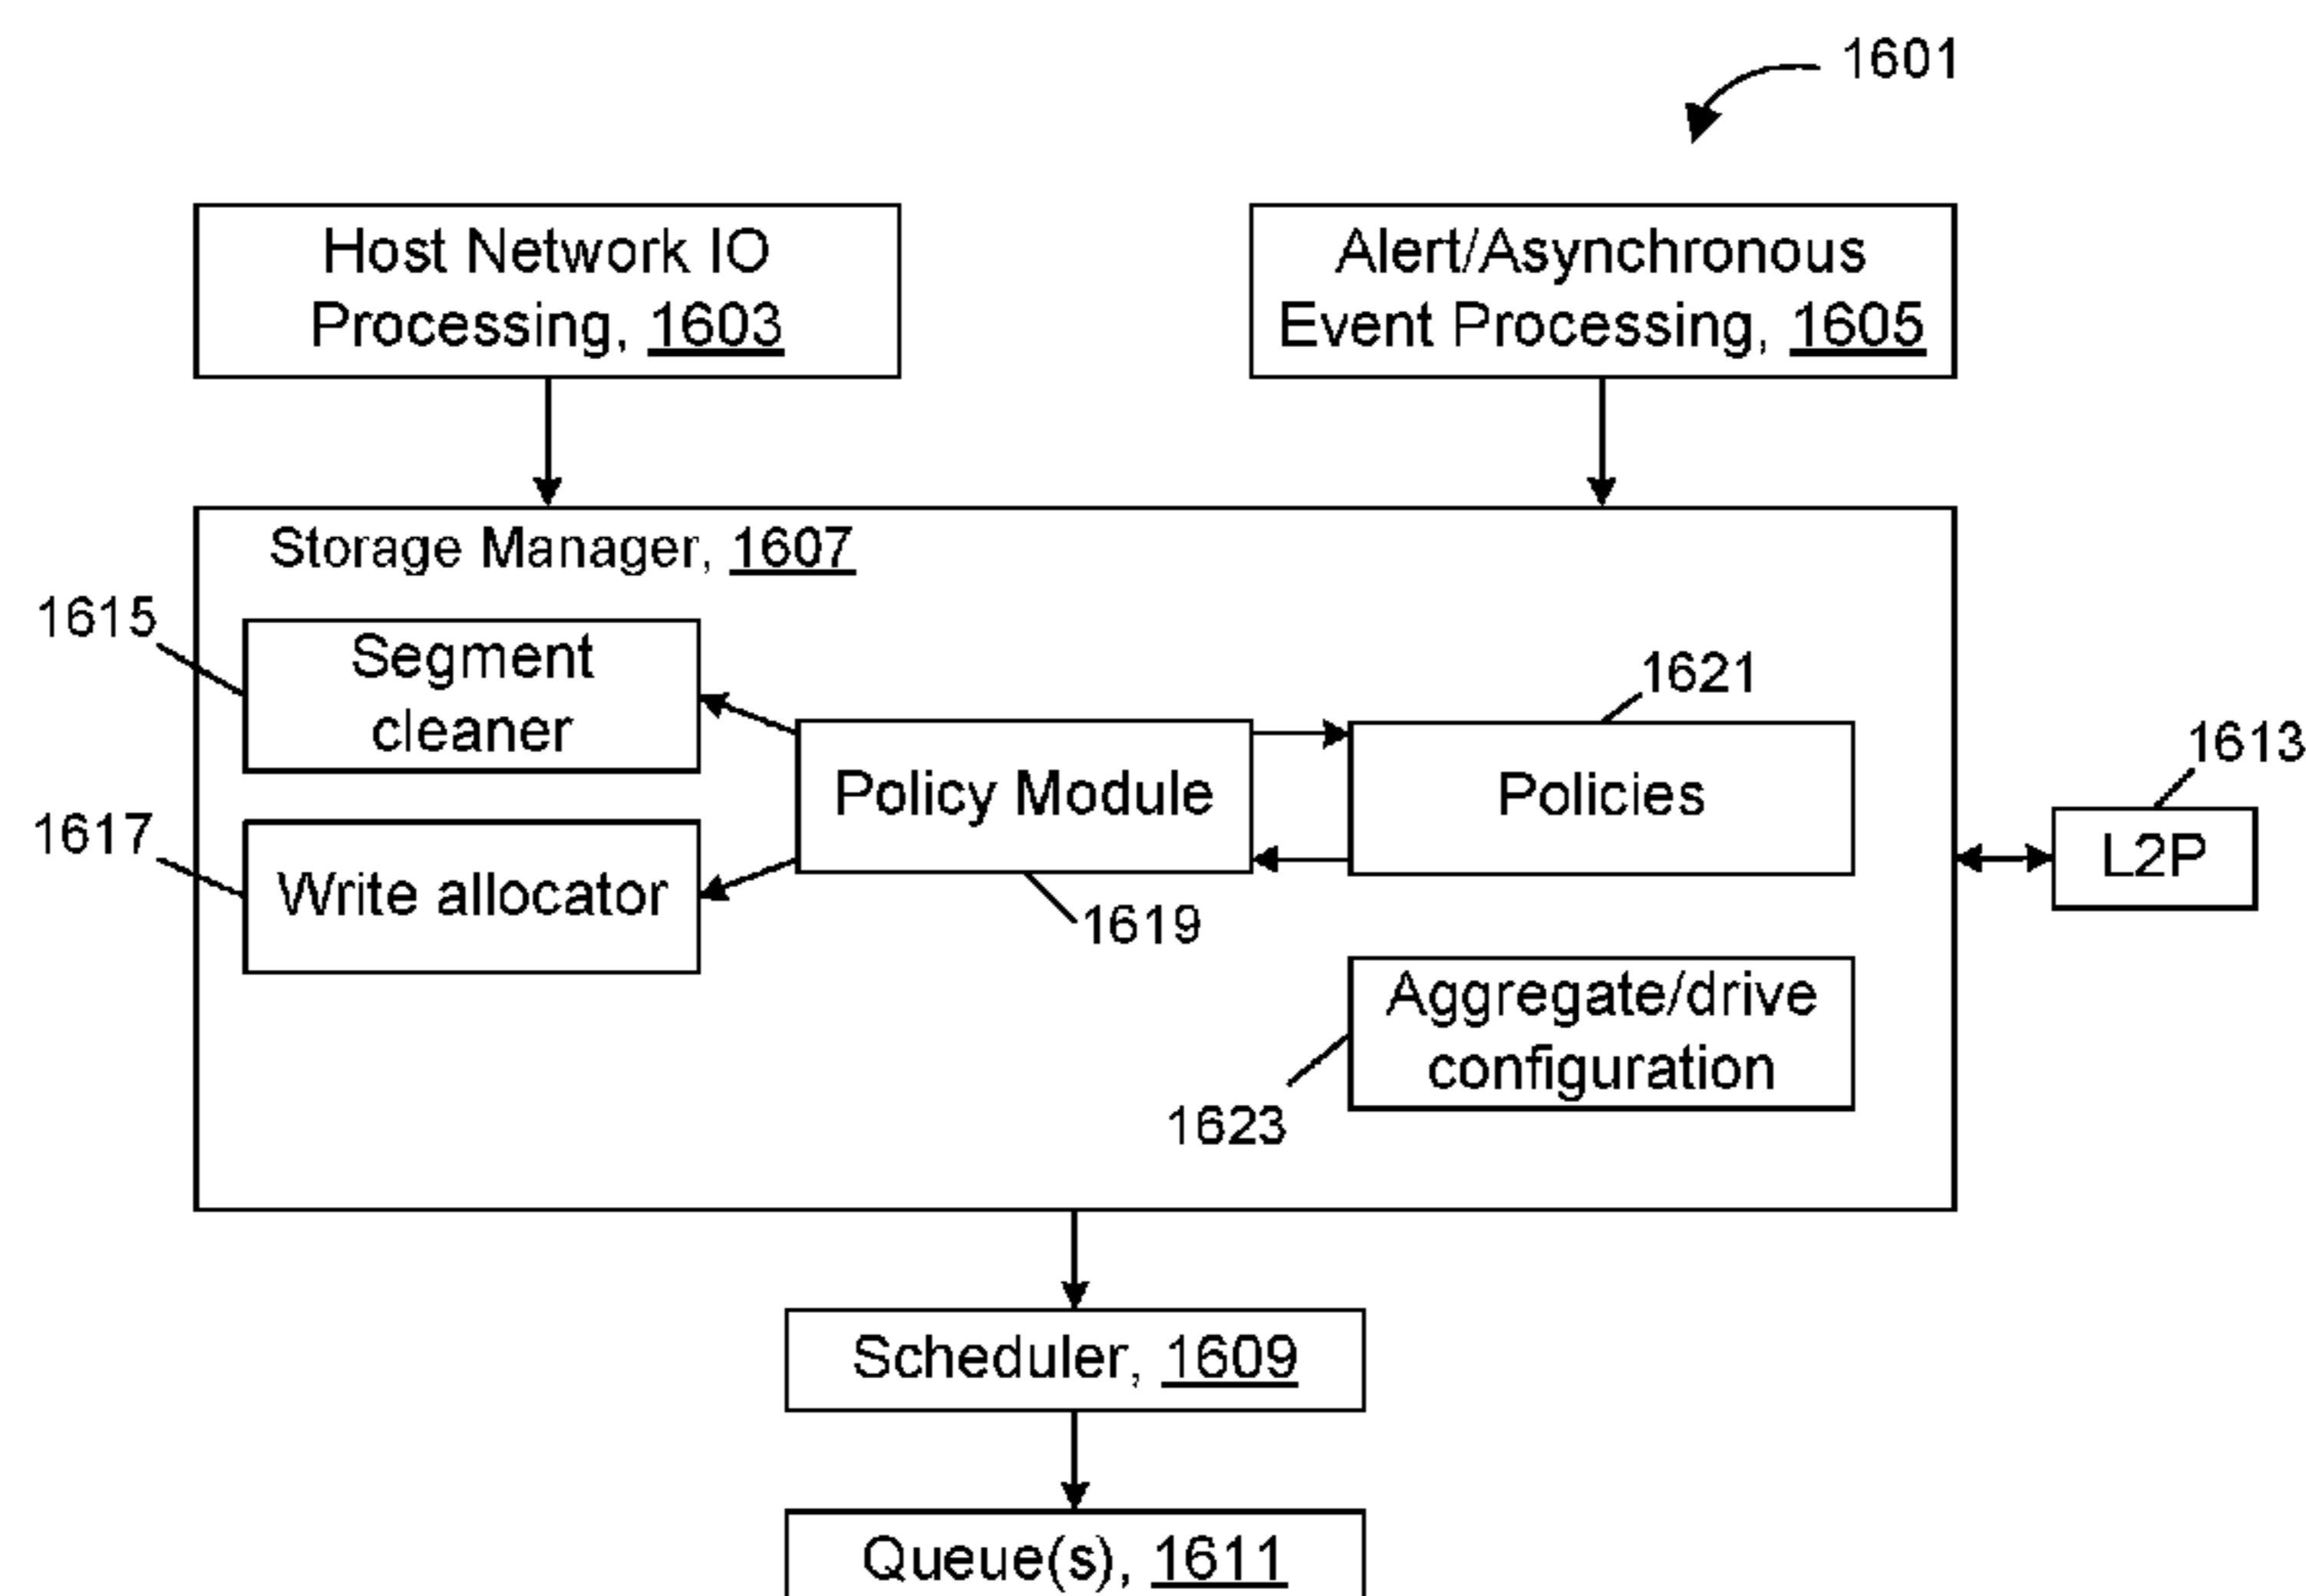 1601
Host Network IO
Processing, 1603
Alert/Asynchronous
Event Processing, 1605
Storage Manager, 1607
1615
Segment
cleaner
1621
1613
Policy Module
Policies
1617
L2P
Write allocator
1619
Aggregate/drive
configuration
1623
Scheduler, 1609
Queue(s), 1611